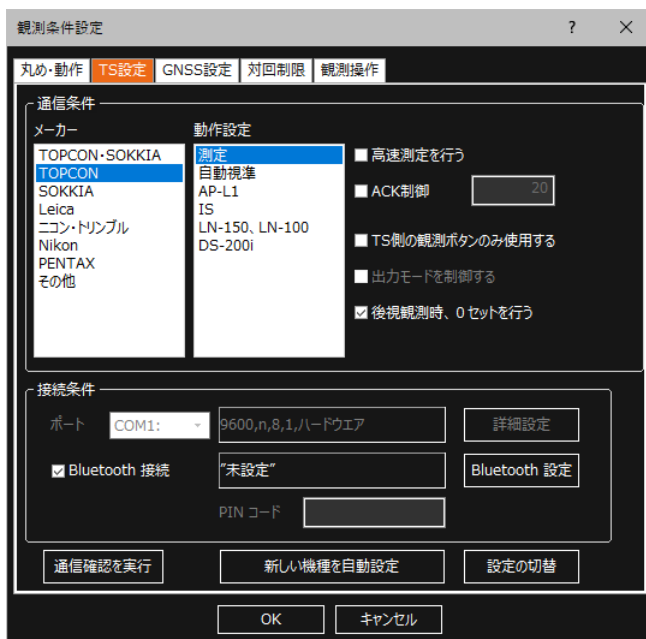 観測条件設定
丸め・動作 TS設定 GNSS設定 対回制限 観測操作
通信条件
メーカー
TOPCON・SOKKIA
TOPCON
SOKKIA
Leica
ニコン・トリンブル
Nikon
PENTAX
その他
動作設定
測定
自動視準
AP-L1
IS
LN-150、LN-100
DS-200i
高速測定を行う
ACK制御 20
TS側の観測ボタンのみ使用する
出力モードを制御する
後視観測時、0セットを行う
接続条件
ポート COM1: 9600,n,8,1,ハードウエア 詳細設定
Bluetooth 接続 "未設定" Bluetooth 設定
PIN コード
通信確認を実行 新しい機種を自動設定 設定の切替
OK キャンセル